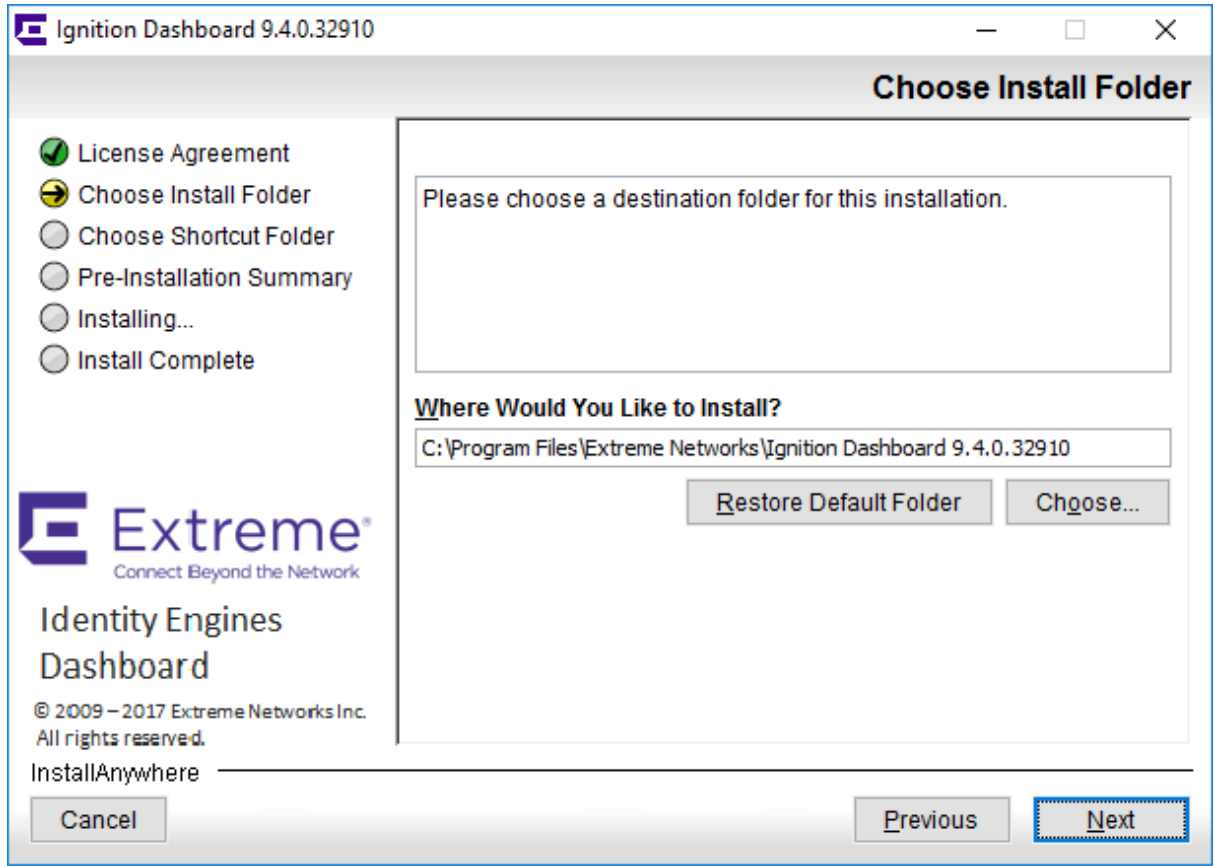 Ignition Dashboard 9.4.0.32910
Choose Install Folder
License Agreement
Choose Install Folder
Choose Shortcut Folder
Pre-Installation Summary
Installing...
Install Complete
Please choose a destination folder for this installation.
Where Would You Like to Install?
C:\Program Files\Extreme Networks\Ignition Dashboard 9.4.0.32910
Restore Default Folder
Choose...
Extreme®
Connect Beyond the Network
Identity Engines
Dashboard
© 2009 – 2017 Extreme Networks Inc.
All rights reserved.
InstallAnywhere
Cancel
Previous
Next